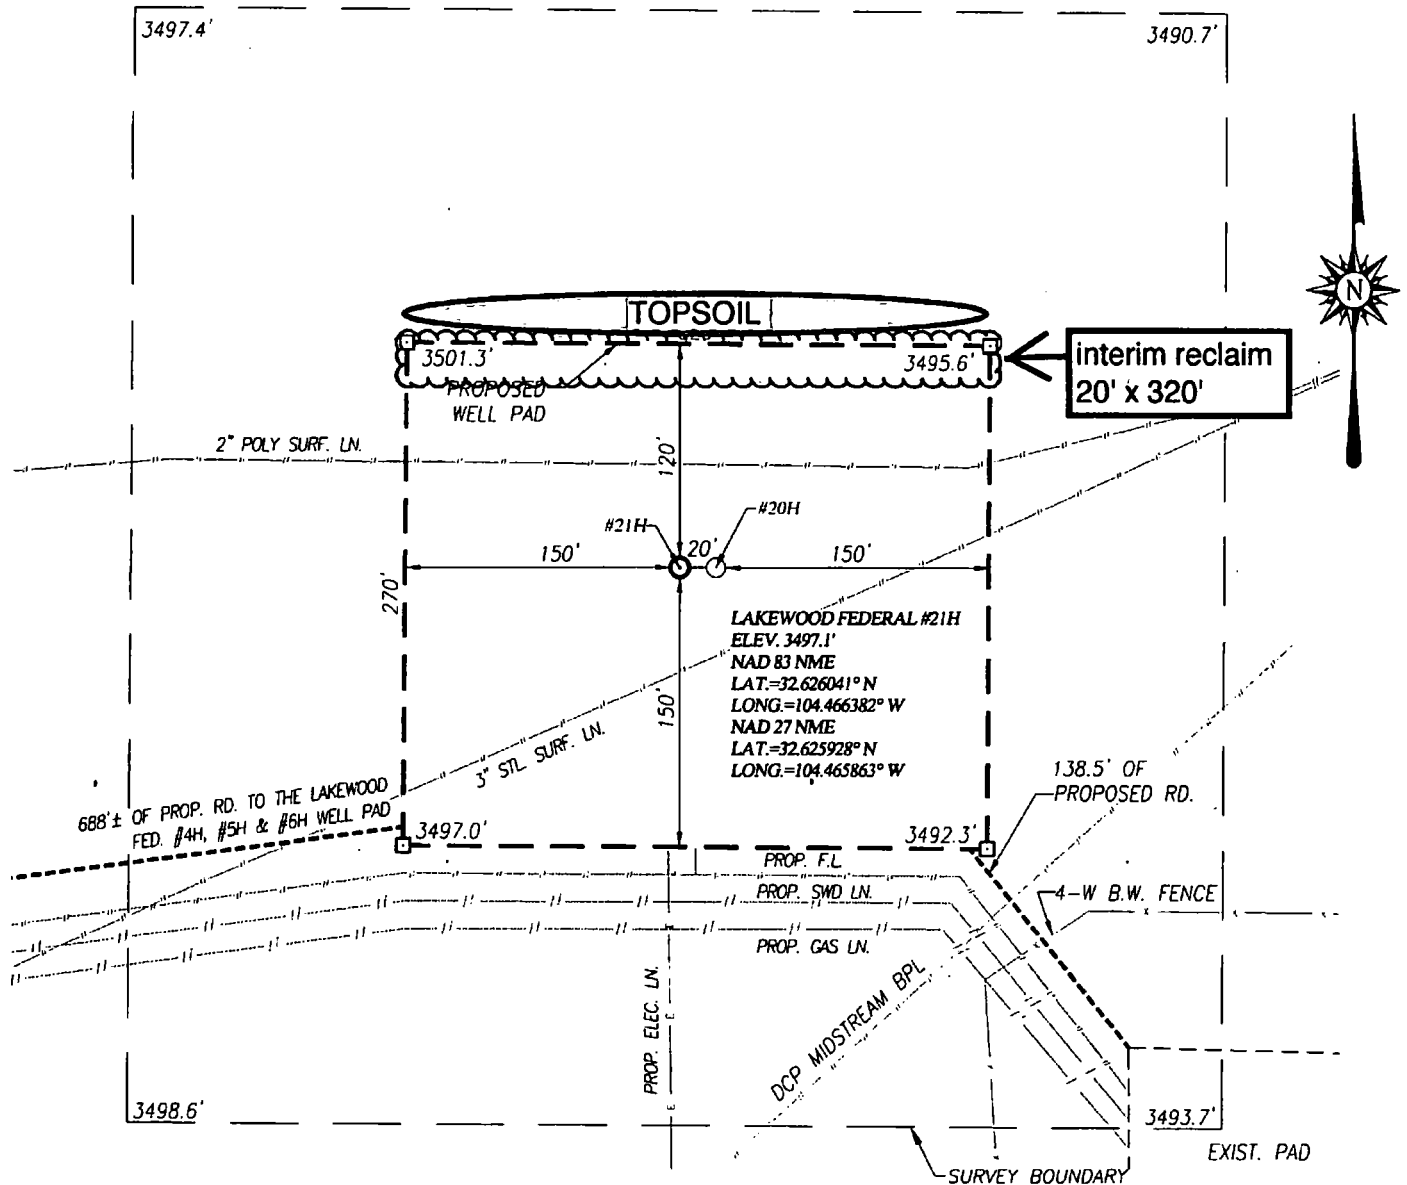 3497.4'
3490.7'
TOPSOIL
3501.3'
3495.6'
interim reclaim
20' x 320'
PROPOSED
WELL PAD
2" POLY SURF. LN.
120'
#21H
#20H
150'
20'
150'
270'
LAKEWOOD FEDERAL #21H
ELEV. 3497.1'
NAD 83 NME
LAT.=32.626041° N
LONG.=104.466382° W
NAD 27 NME
LAT.=32.625928° N
LONG.=104.465863° W
150'
3" STL SURF. LN.
138.5' OF
PROPOSED RD.
688'± OF PROP. RD. TO THE LAKEWOOD
FED. #4H, #5H & #6H WELL PAD
3497.0'
3492.3'
PROP. F.L.
PROP. SWD LN.
4-W B.W. FENCE
PROP. GAS LN.
PROP. ELEC. LN.
DCP MIDSTREAM BPL
N
3498.6'
3493.7'
EXIST. PAD
SURVEY BOUNDARY